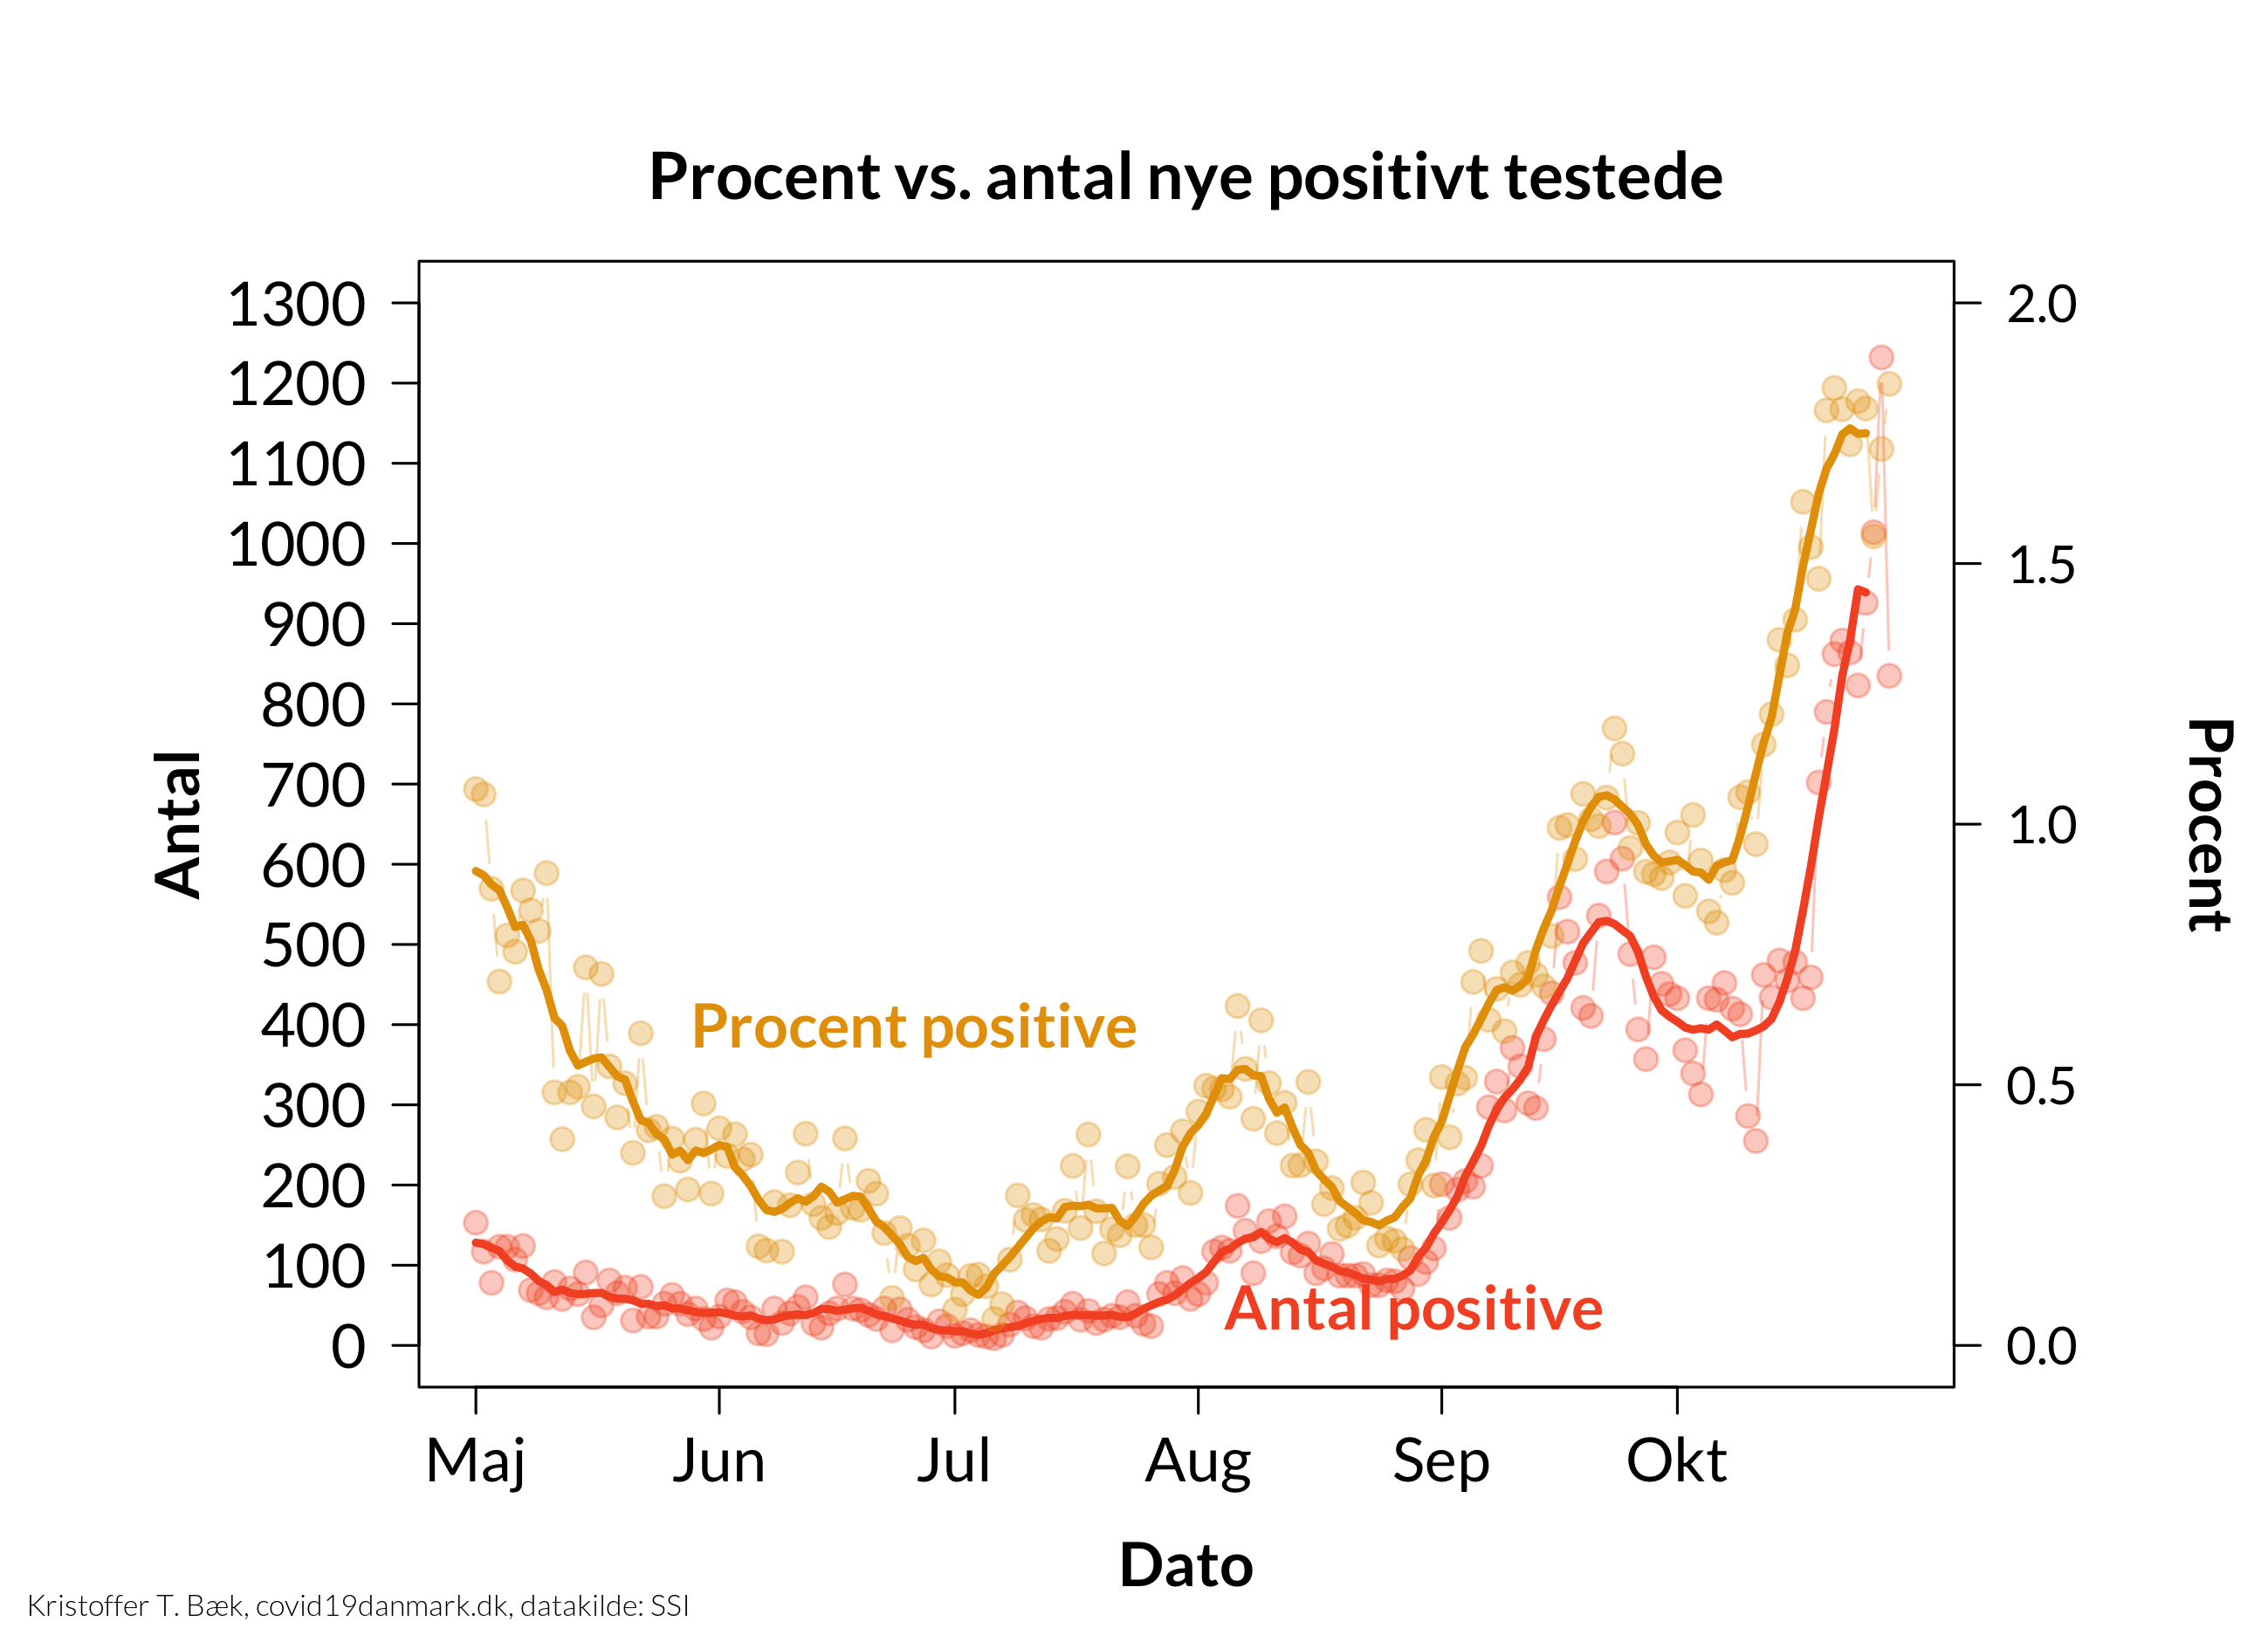 Procent vs. antal nye positivt testede
1300
1200
1100
1000
900
800
700
600
500
400
300
200
100
0
Antal
2.0
1.5
1.0
0.5
0.0
Procent
Procent positive
Antal positive
Maj Jun Jul Aug Sep Okt
Dato
Kristoffer T. Bæk, covid19danmark.dk, datakilde: SSI